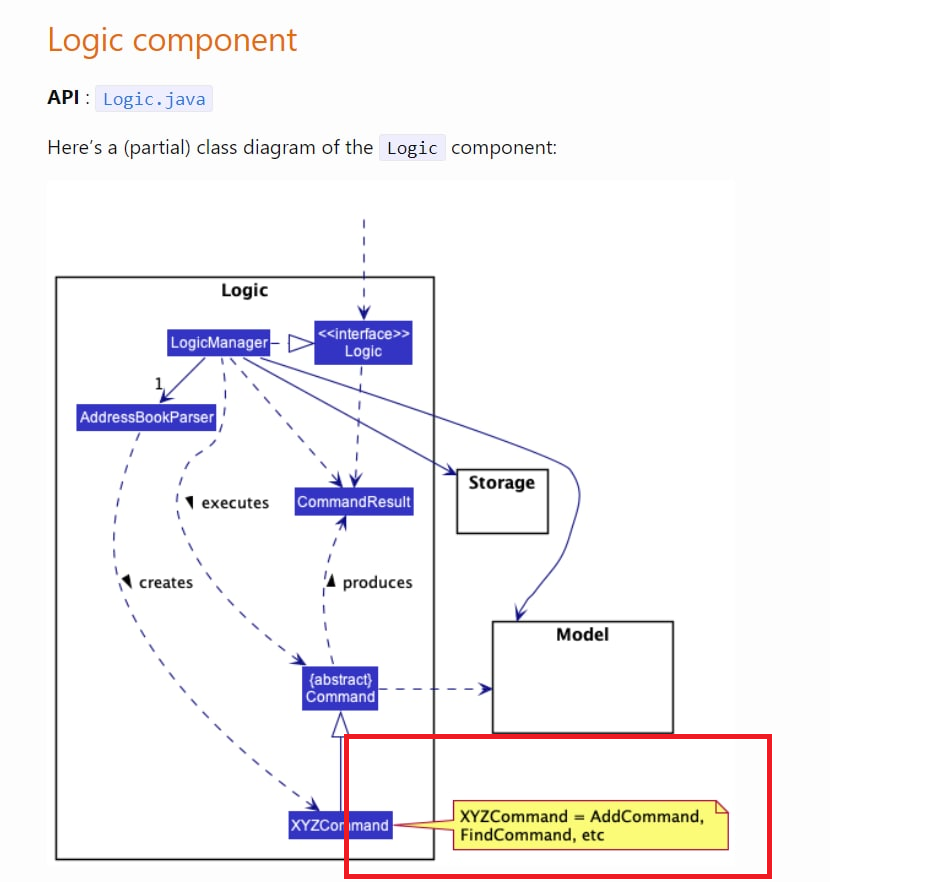 Logic component
API : Logic.java
Here's a (partial) class diagram of the Logic component:
Logic
LogicManager
<<interface>>
Logic
1
AddressBookParser
Storage
executes
CommandResult
creates
produces
Model
{abstract}
Command
XYZCommand
XYZCommand = AddCommand,
FindCommand, etc